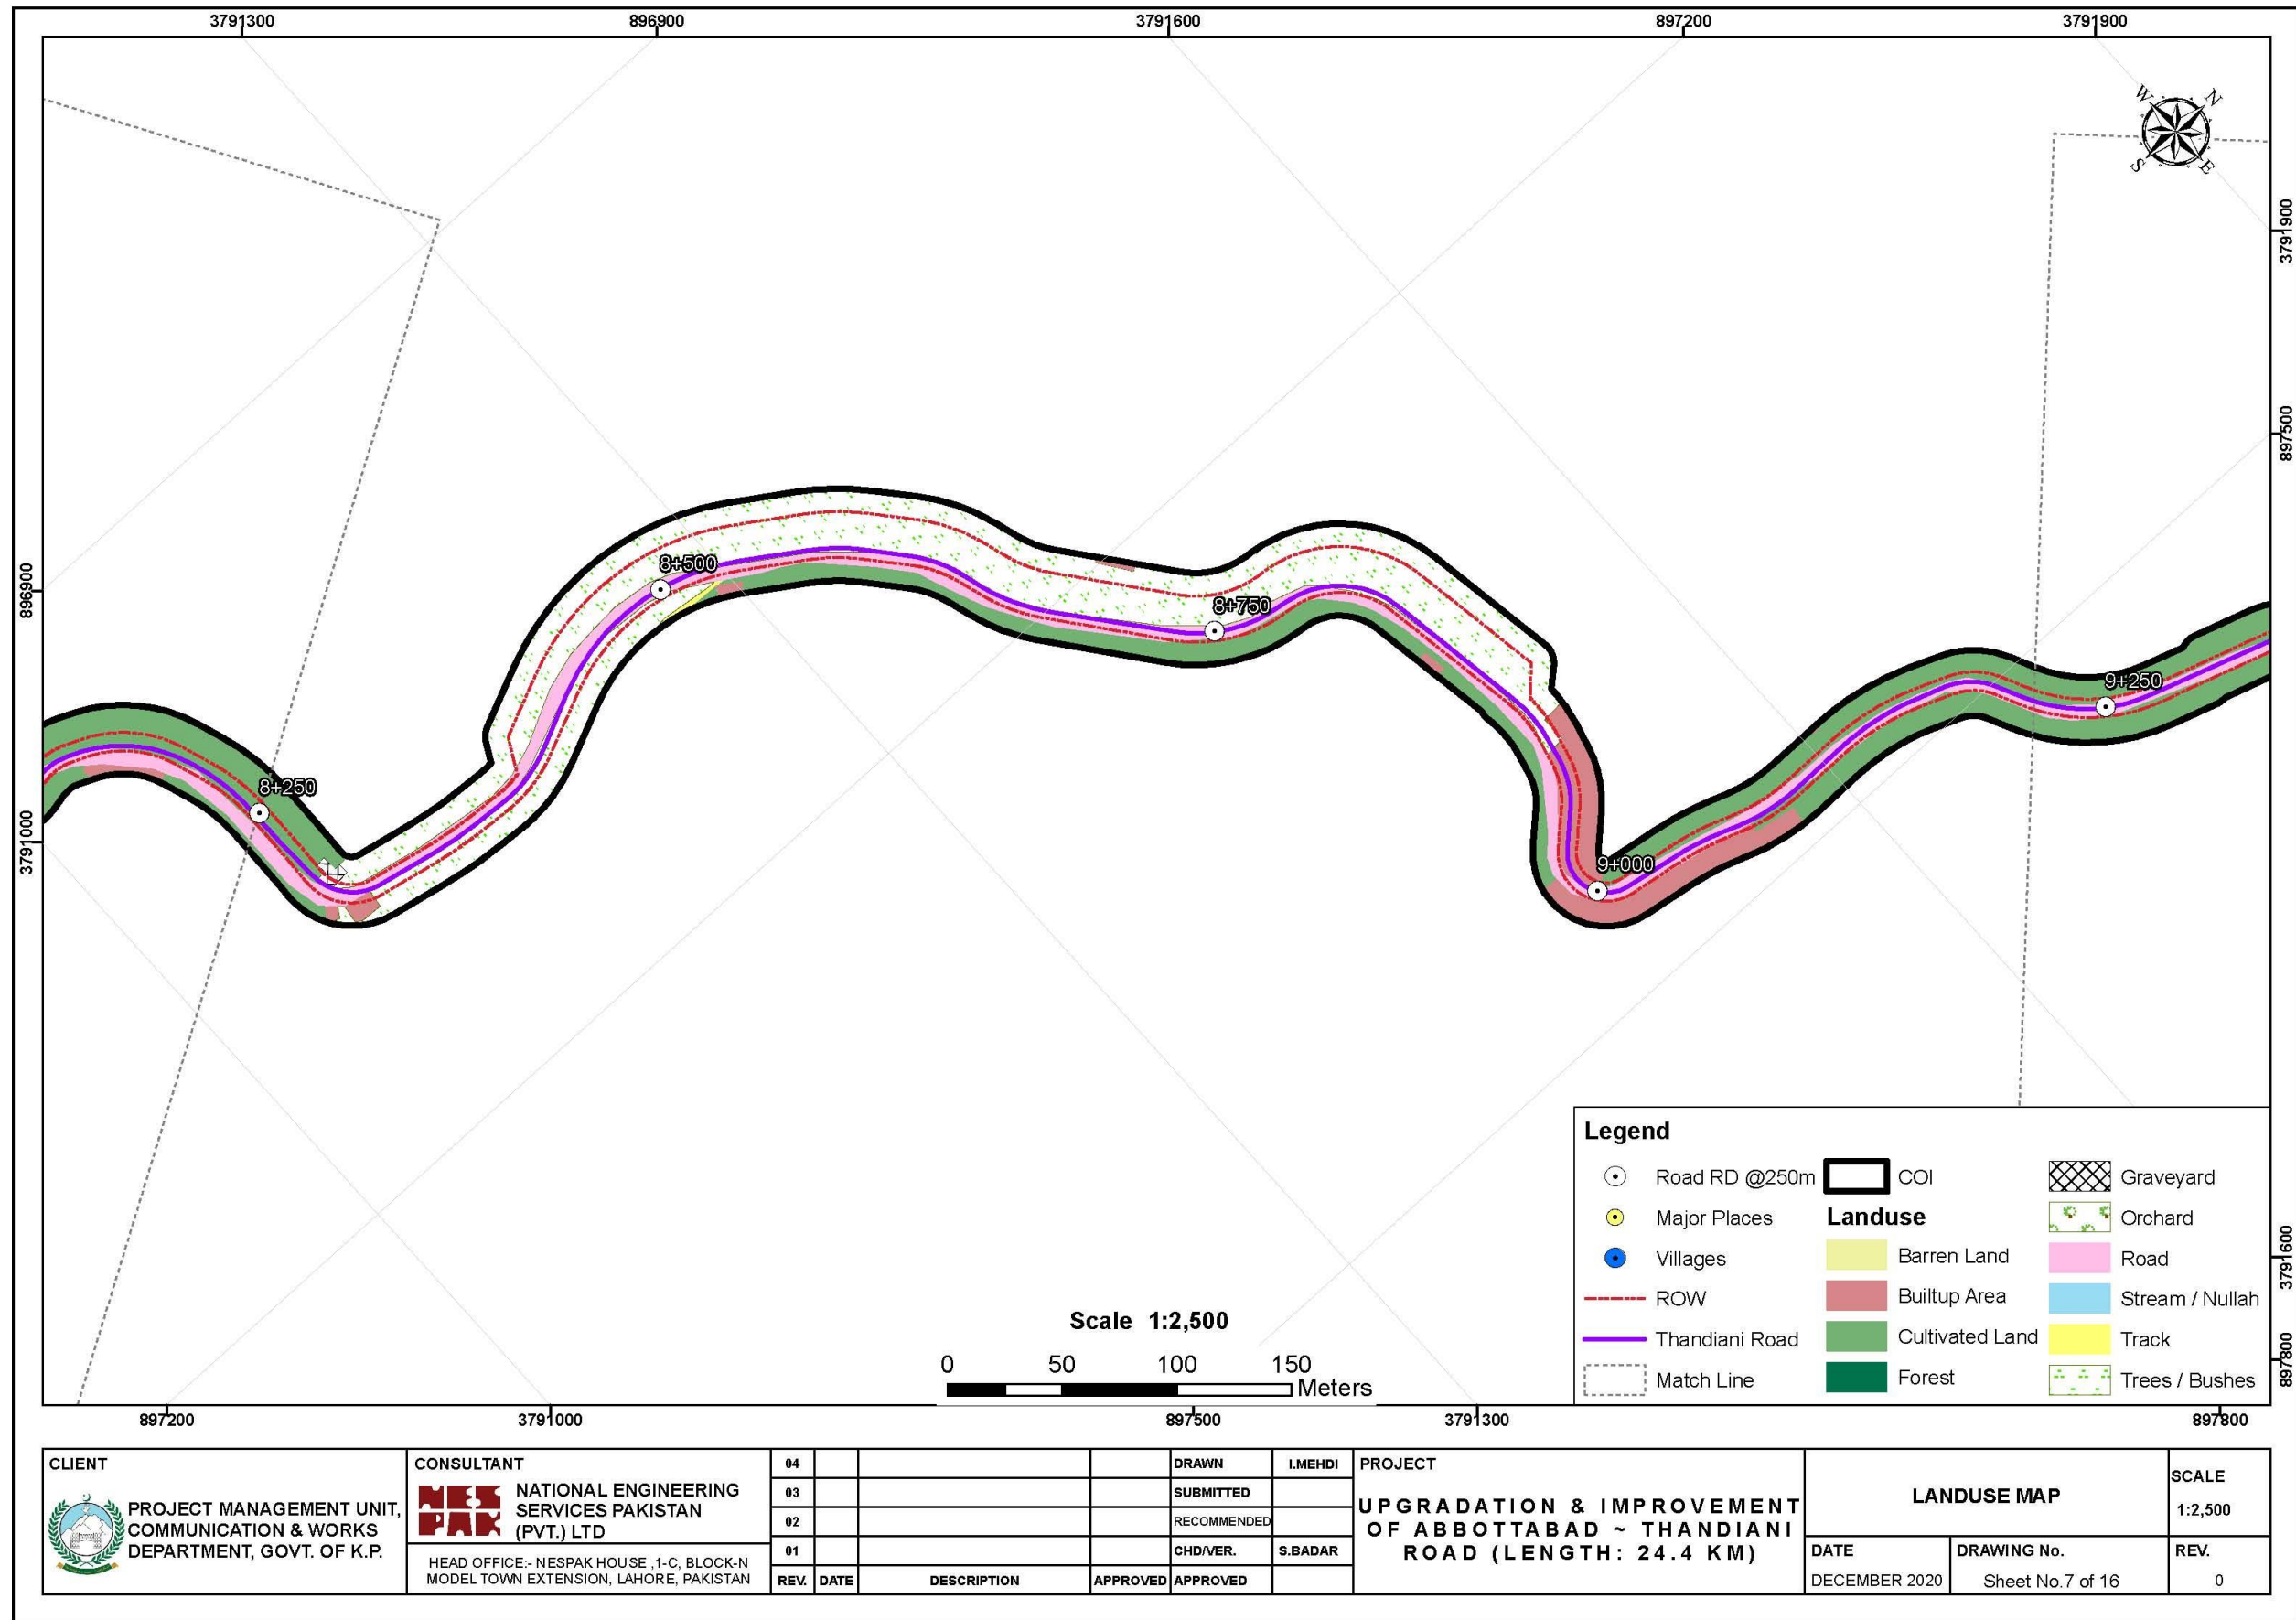 3791300 896900 3791600 897200 3791900
W N
S E
3791900
897500
896900
3791000
3791600
897800
8+250
8+500
8+750
9+000
9+250
Legend
Road RD @250m
Major Places
Villages
ROW
Thandiani Road
Match Line
COI
Landuse
Barren Land
Builtup Area
Cultivated Land
Forest
Graveyard
Orchard
Road
Stream / Nullah
Track
Trees / Bushes
Scale 1:2,500
0 50 100 150
Meters
897200 3791000 897500 3791300 897800
CLIENT
PROJECT MANAGEMENT UNIT,
COMMUNICATION & WORKS
DEPARTMENT, GOVT. OF K.P.
CONSULTANT
NES
PAK
NATIONAL ENGINEERING
SERVICES PAKISTAN
(PVT.) LTD
HEAD OFFICE:- NESPAK HOUSE ,1-C, BLOCK-N
MODEL TOWN EXTENSION, LAHORE, PAKISTAN
04 DRAWN I.MEHDI
03 SUBMITTED
02 RECOMMENDED
01 CHD/VER. S.BADAR
REV. DATE DESCRIPTION APPROVED APPROVED
PROJECT
UPGRADATION & IMPROVEMENT
OF ABBOTTABAD ~ THANDIANI
ROAD (LENGTH: 24.4 KM)
LANDUSE MAP
SCALE
1:2,500
DATE
DECEMBER 2020
DRAWING No.
Sheet No.7 of 16
REV.
0